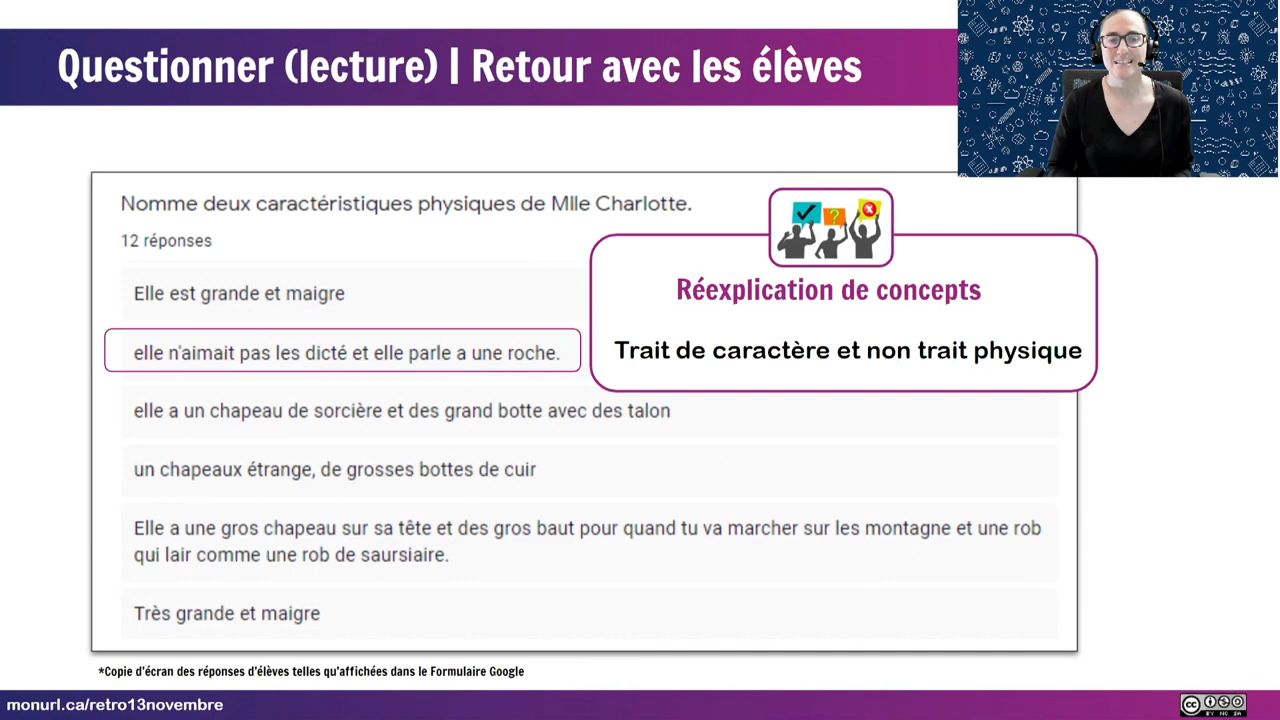 Questionner (lecture) | Retour avec les élèves
Nomme deux caractéristiques physiques de Mlle Charlotte.
12 réponses
Elle est grande et maigre
Réexplication de concepts
elle n'aimait pas les dicté et elle parle a une roche.
Trait de caractère et non trait physique
elle a un chapeau de sorcière et des grand botte avec des talon
un chapeaux étrange, de grosses bottes de cuir
Elle a une gros chapeau sur sa tête et des gros baut pour quand tu va marcher sur les montagne et une rob
qui lair comme une rob de saursiaire.
Très grande et maigre
*Copie d'écran des réponses d'élèves telles qu'affichées dans le Formulaire Google
monurl.ca/retro13novembre
CC BY NC SA